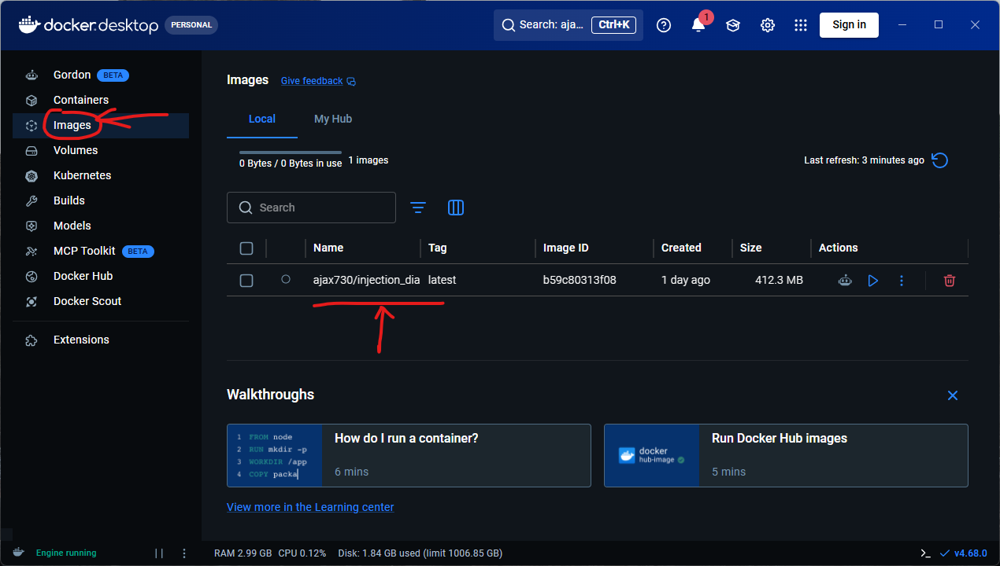 docker.desktop PERSONAL Search: aja... Ctrl+K 1 Sign in
Gordon BETA
Containers
Images
Volumes
Kubernetes
Builds
Models
MCP Toolkit BETA
Docker Hub
Docker Scout
Extensions
Images Give feedback
Local My Hub
0 Bytes / 0 Bytes in use 1 images Last refresh: 3 minutes ago
Search
Name Tag Image ID Created Size Actions
ajax730/injection_dia latest b59c80313f08 1 day ago 412.3 MB
Walkthroughs
1 FROM node
2 RUN mkdir -p
3 WORKDIR /app
4 COPY packa
How do I run a container?
6 mins
docker
hub-image
Run Docker Hub images
5 mins
View more in the Learning center
Engine running RAM 2.99 GB CPU 0.12% Disk: 1.84 GB used (limit 1006.85 GB) v4.68.0